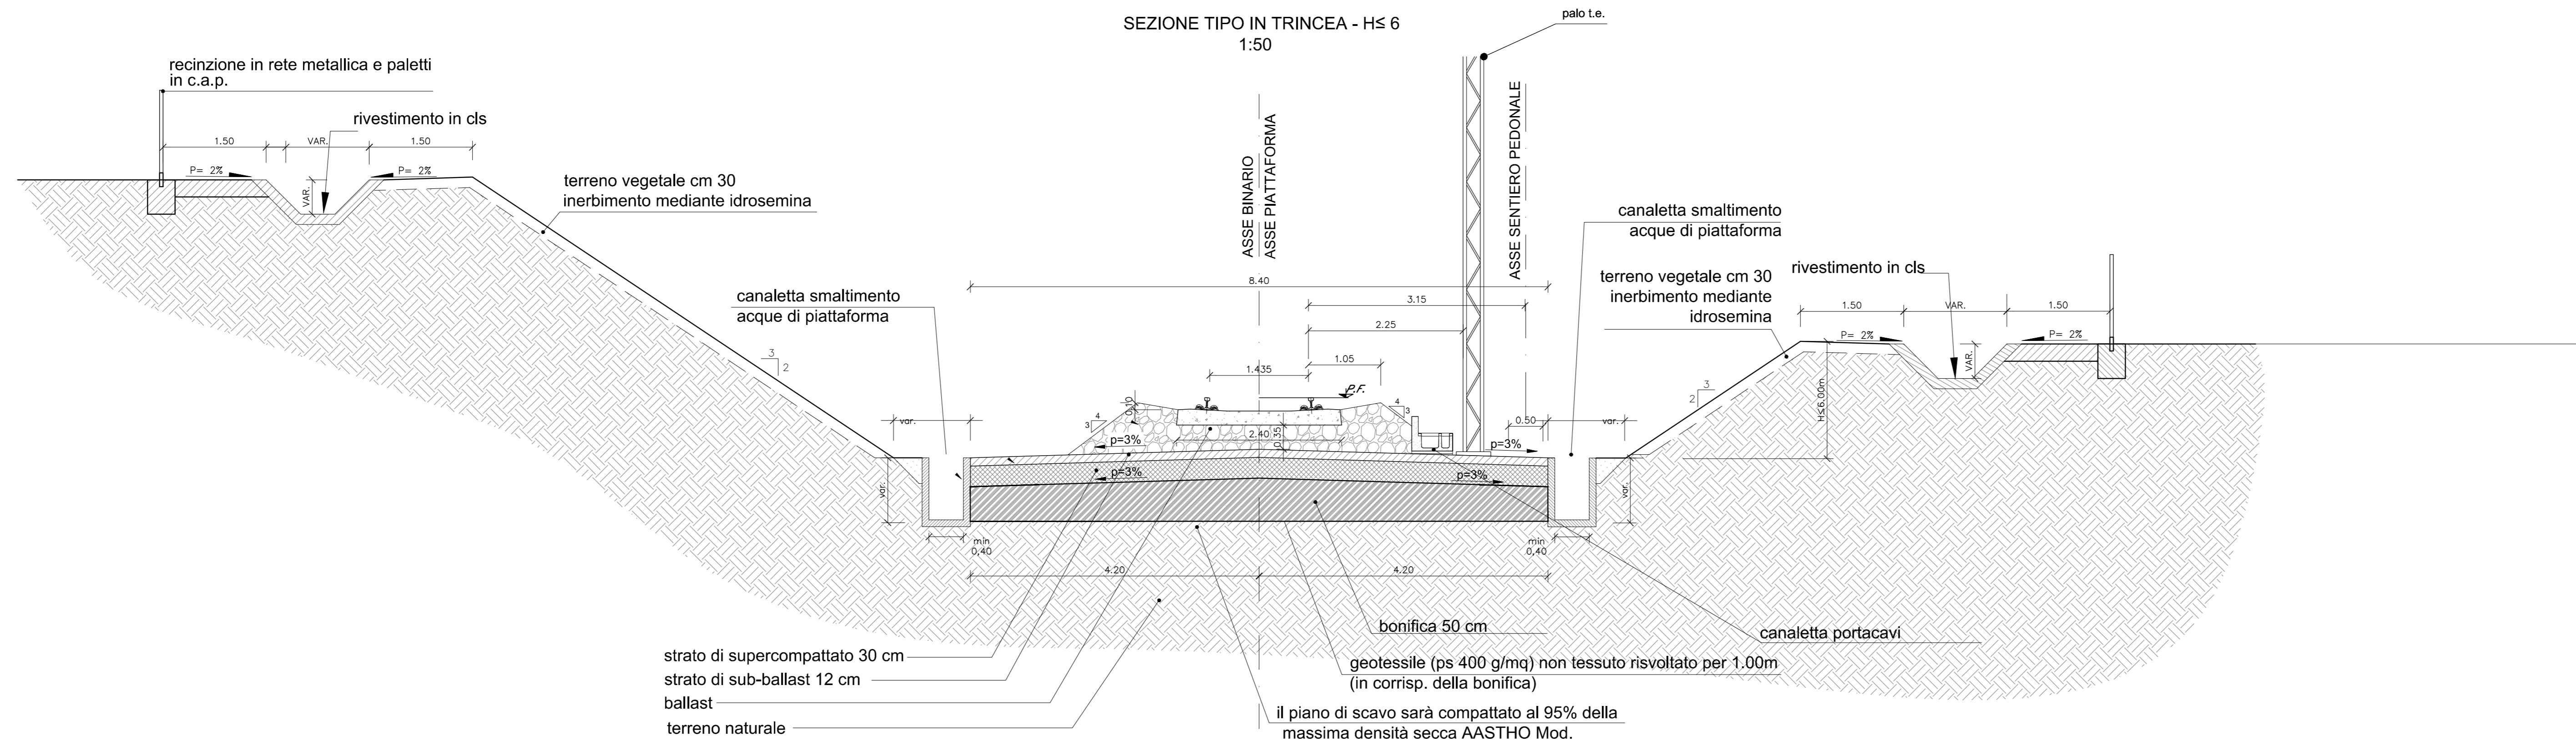 SEZIONE TIPO IN TRINCEA - H≤ 6
1:50
palo t.e.
recinzione in rete metallica e paletti
in c.a.p.
rivestimento in cls
1.50
VAR.
1.50
P= 2%
P= 2%
VAR.
terreno vegetale cm 30
inerbimento mediante idrosemina
ASSE BINARIO
ASSE PIATTAFORMA
ASSE SENTIERO PEDONALE
canaletta smaltimento
acque di piattaforma
canaletta smaltimento
acque di piattaforma
terreno vegetale cm 30
inerbimento mediante
idrosemina
rivestimento in cls
1.50
VAR.
1.50
P= 2%
P= 2%
VAR.
H≤6.00m
8.40
3.15
2.25
1.05
1.435
P.F.
3
2
3
2
0.10
4
3
4
3
2.40
0.35
0.50
var.
var.
p=3%
p=3%
p=3%
p=3%
var.
var.
min
0,40
min
0,40
4.20
4.20
bonifica 50 cm
canaletta portacavi
strato di supercompattato 30 cm
strato di sub-ballast 12 cm
ballast
terreno naturale
geotessile (ps 400 g/mq) non tessuto risvoltato per 1.00m
(in corrisp. della bonifica)
il piano di scavo sarà compattato al 95% della
massima densità secca AASTHO Mod.